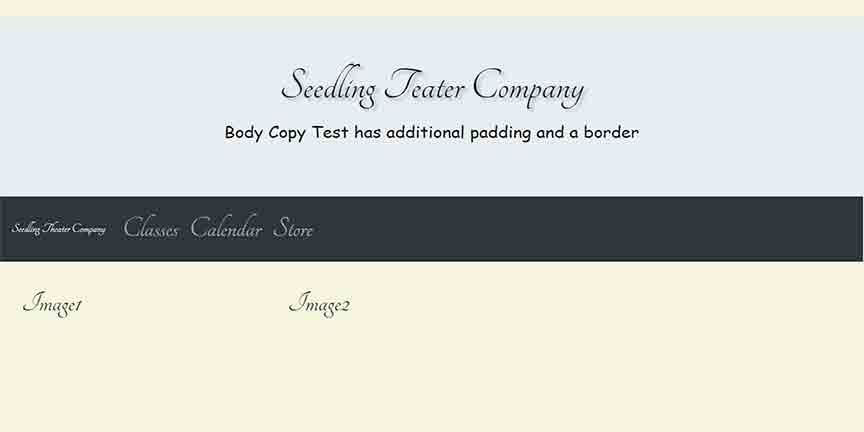 Seedling Teater Company
Body Copy Test has additional padding and a border
Seedling Theater Company Classes Calendar Store
Image1 Image2